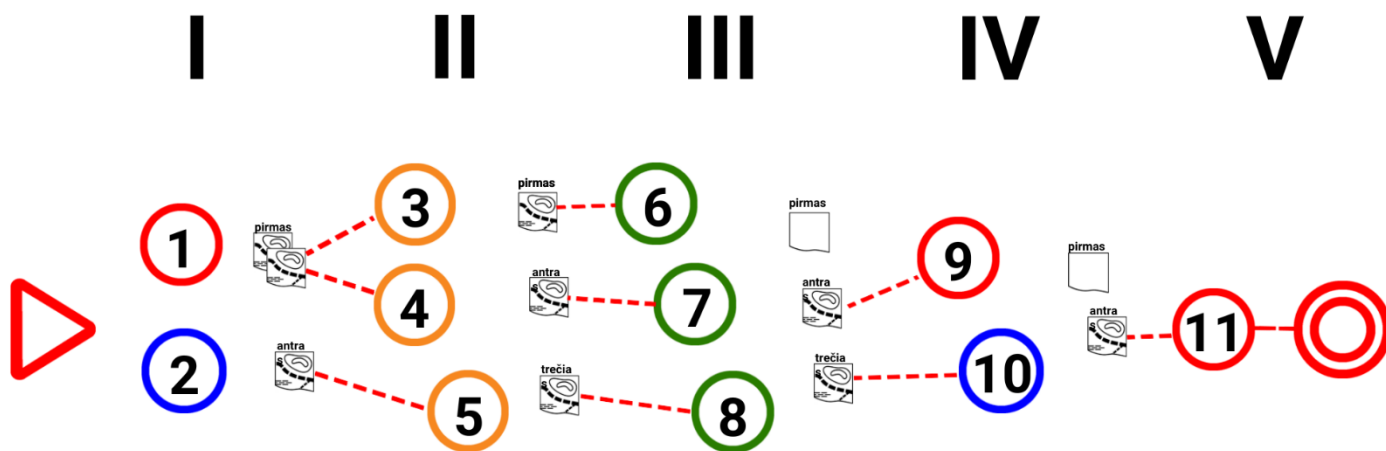 I II III IV V
pirmas
3
6
pirmas
1
pirmas
9
pirmas
antra
4
7
antra
11
antra
2
antra
trečia
10
trečia
5
8